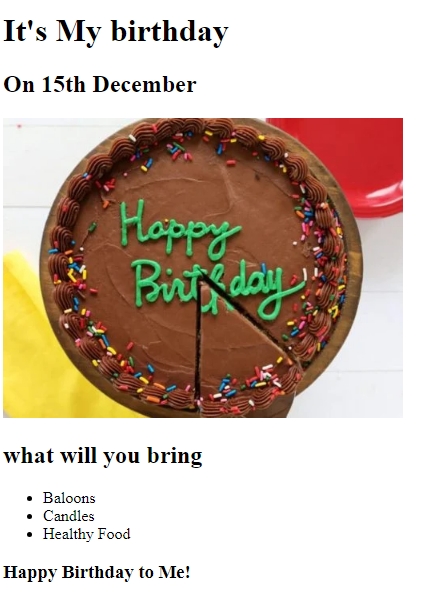 It's My birthday
On 15th December
Happy
Birthday
what will you bring
Baloons
Candles
Healthy Food
Happy Birthday to Me!